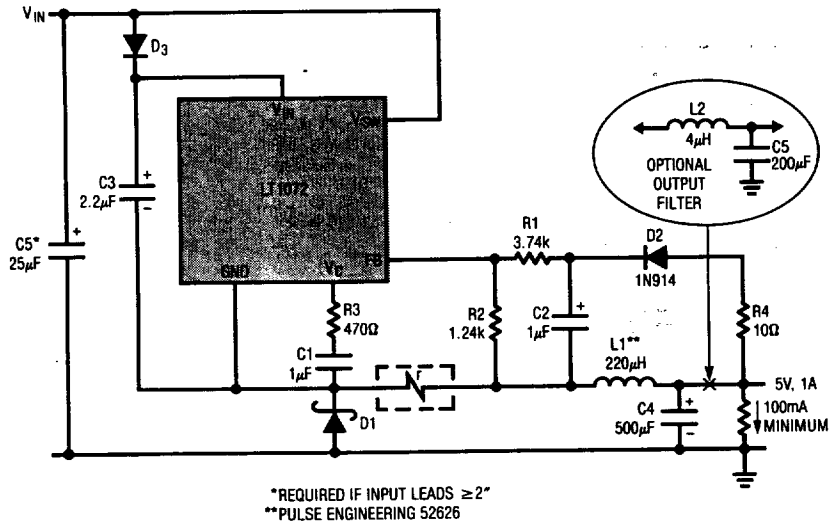 VIN
D3
VIN
VSW
L2
4μH
C5
200μF
OPTIONAL
OUTPUT
FILTER
C3
2.2μF
+
−
LT1072
R1
3.74k
D2
1N914
C5*
25μF
+
FB
GND
VC
R3
470Ω
R2
1.24k
C2
1μF
+
R4
10Ω
C1
1μF
L1**
220μH
r
5V, 1A
D1
C4
500μF
+
−
100mA
MINIMUM
*REQUIRED IF INPUT LEADS ≥2"
**PULSE ENGINEERING 52626